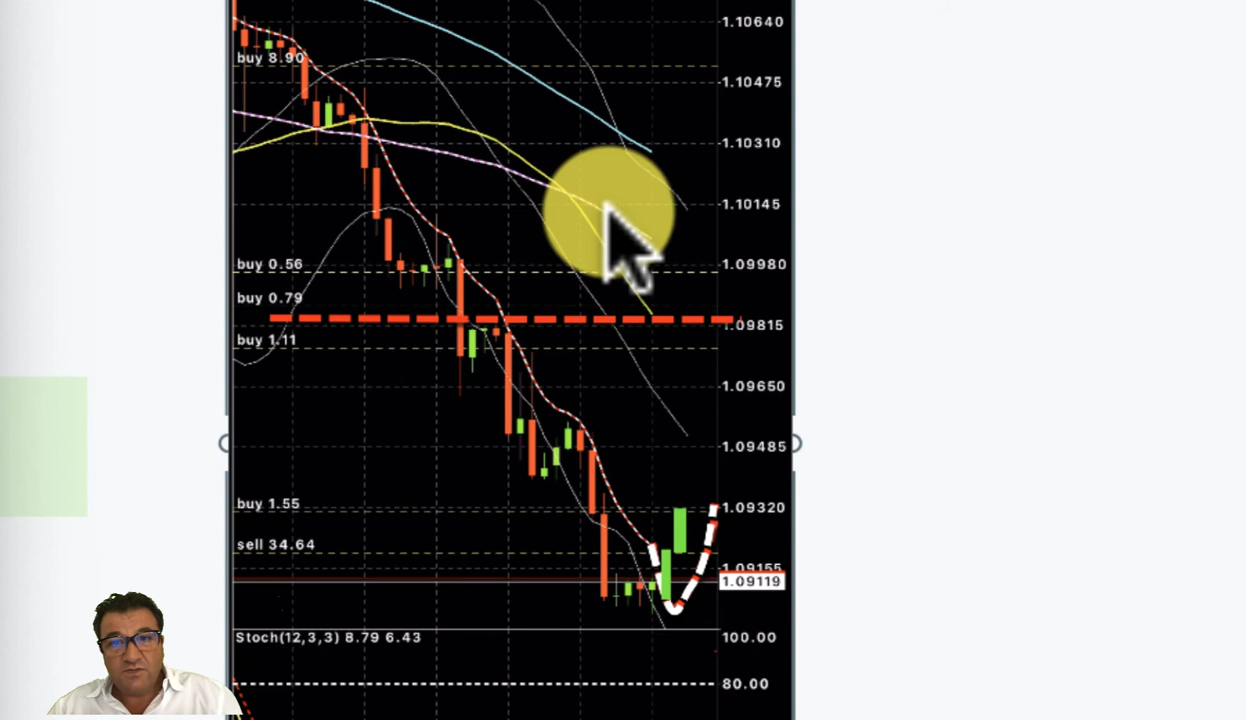 1.10640
buy 8.90
1.10475
1.10310
1.10145
buy 0.56
1.09980
buy 0.79
1.09815
buy 1.11
1.09650
1.09485
buy 1.55
1.09320
sell 34.64
1.09155
1.09119
Stoch(12,3,3) 8.79 6.43
100.00
80.00